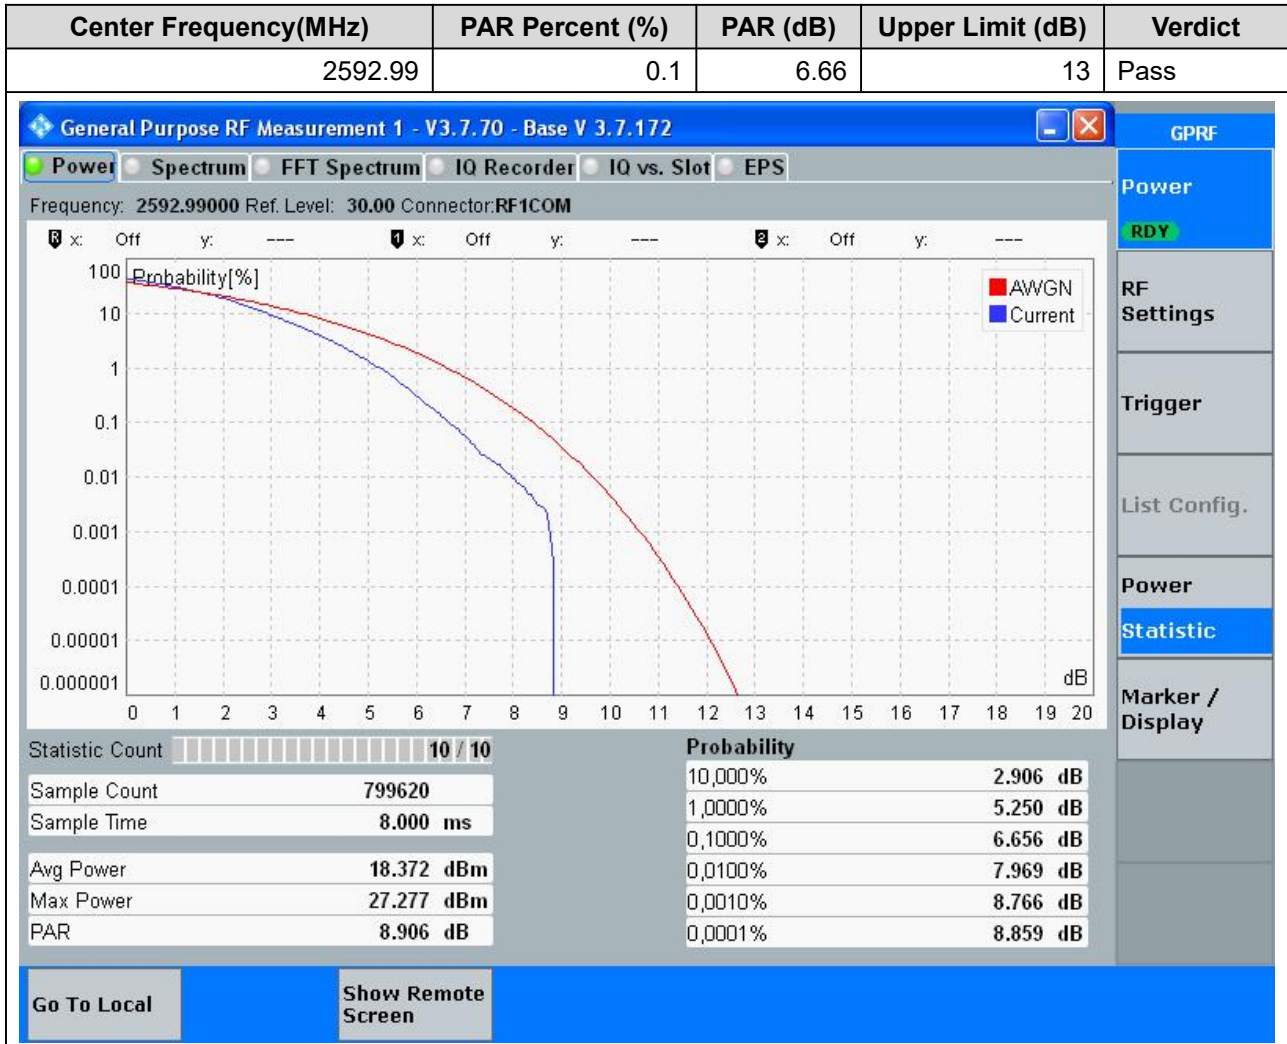 Center Frequency(MHz) PAR Percent (%) PAR (dB) Upper Limit (dB) Verdict
2592.99 0.1 6.66 13 Pass
General Purpose RF Measurement 1 - V3.7.70 - Base V 3.7.172
GPRF
Power Spectrum FFT Spectrum IQ Recorder IQ vs. Slot EPS
Frequency: 2592.99000 Ref. Level: 30.00 Connector:RF1COM
R x: Off y: --- 1 x: Off y: --- 2 x: Off y: ---
Probability[%]
AWGN
Current
100
10
1
0.1
0.01
0.001
0.0001
0.00001
0.000001
dB
0 1 2 3 4 5 6 7 8 9 10 11 12 13 14 15 16 17 18 19 20
Statistic Count 10 / 10
Sample Count 799620
Sample Time 8.000 ms
Avg Power 18.372 dBm
Max Power 27.277 dBm
PAR 8.906 dB
Probability
10,000% 2.906 dB
1,0000% 5.250 dB
0,1000% 6.656 dB
0,0100% 7.969 dB
0,0010% 8.766 dB
0,0001% 8.859 dB
Power
RDY
RF
Settings
Trigger
List Config.
Power
Statistic
Marker /
Display
Go To Local
Show Remote
Screen